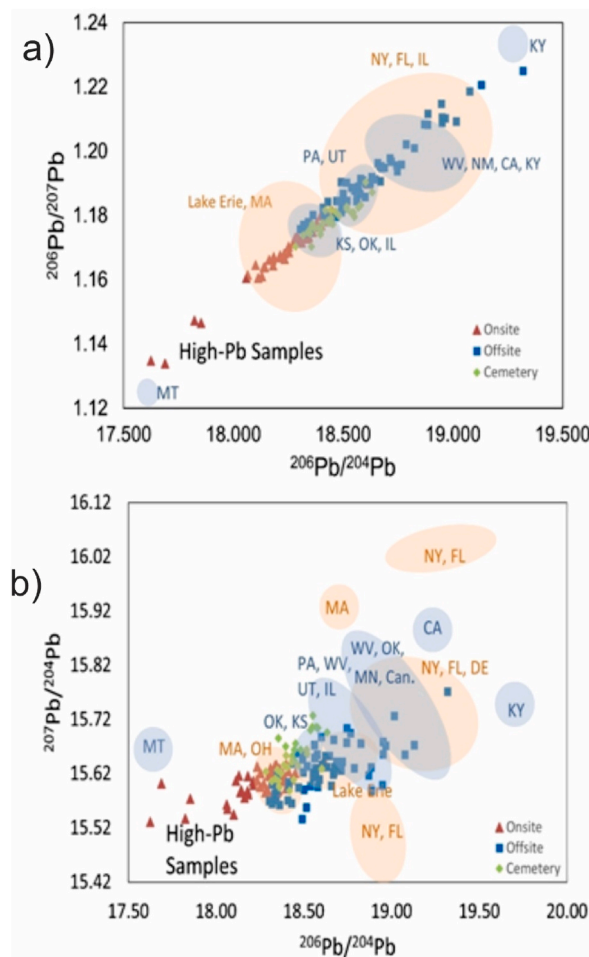 a)
1.24
1.22
1.20
1.18
1.16
1.14
1.12
²⁰⁶Pb/²⁰⁷Pb
KY
NY, FL, IL
PA, UT
WV, NM, CA, KY
Lake Erie, MA
KS, OK, IL
High-Pb Samples
MT
Onsite
Offsite
Cemetery
17.500 18.000 18.500 19.000 19.500
²⁰⁶Pb/²⁰⁴Pb
b)
16.12
16.02
15.92
15.82
15.72
15.62
15.52
15.42
²⁰⁷Pb/²⁰⁴Pb
NY, FL
MA
CA
WV, OK,
MN, Can.
PA, WV,
UT, IL
NY, FL, DE
KY
OK, KS
MT
MA, OH
Lake Erie
NY, FL
High-Pb
Samples
Onsite
Offsite
Cemetery
17.50 18.00 18.50 19.00 19.50 20.00
²⁰⁶Pb/²⁰⁴Pb